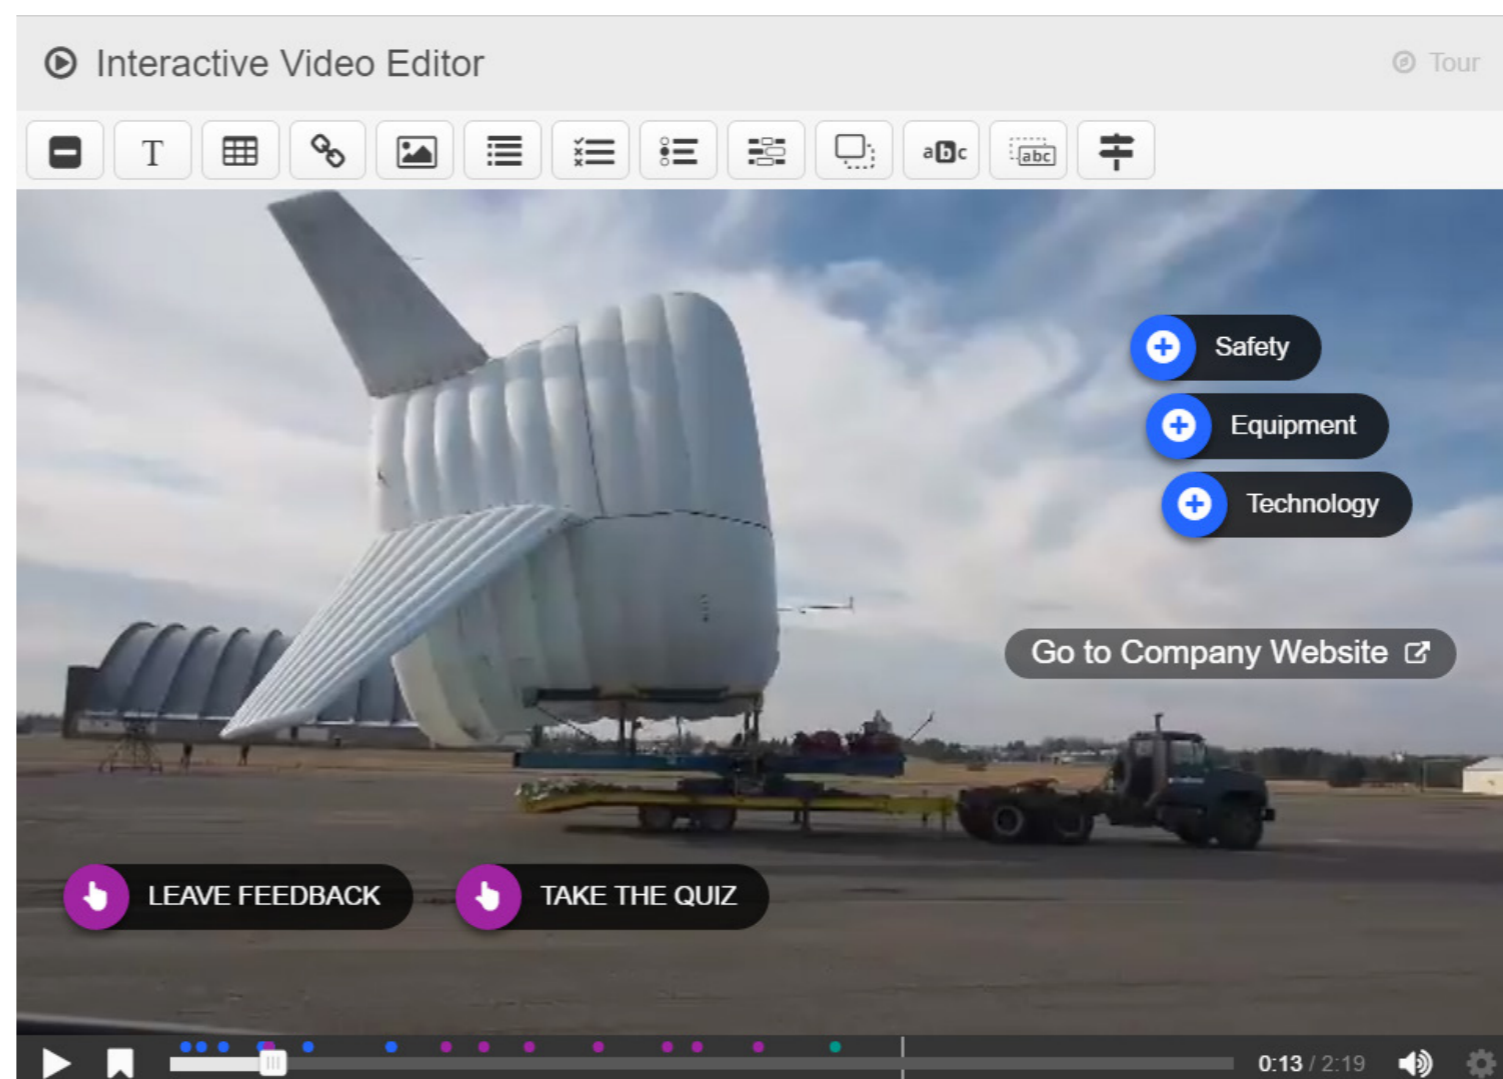 Interactive Video Editor
Tour
T
abc
abc
Safety
Equipment
Technology
Go to Company Website
LEAVE FEEDBACK
TAKE THE QUIZ
0:13 / 2:19